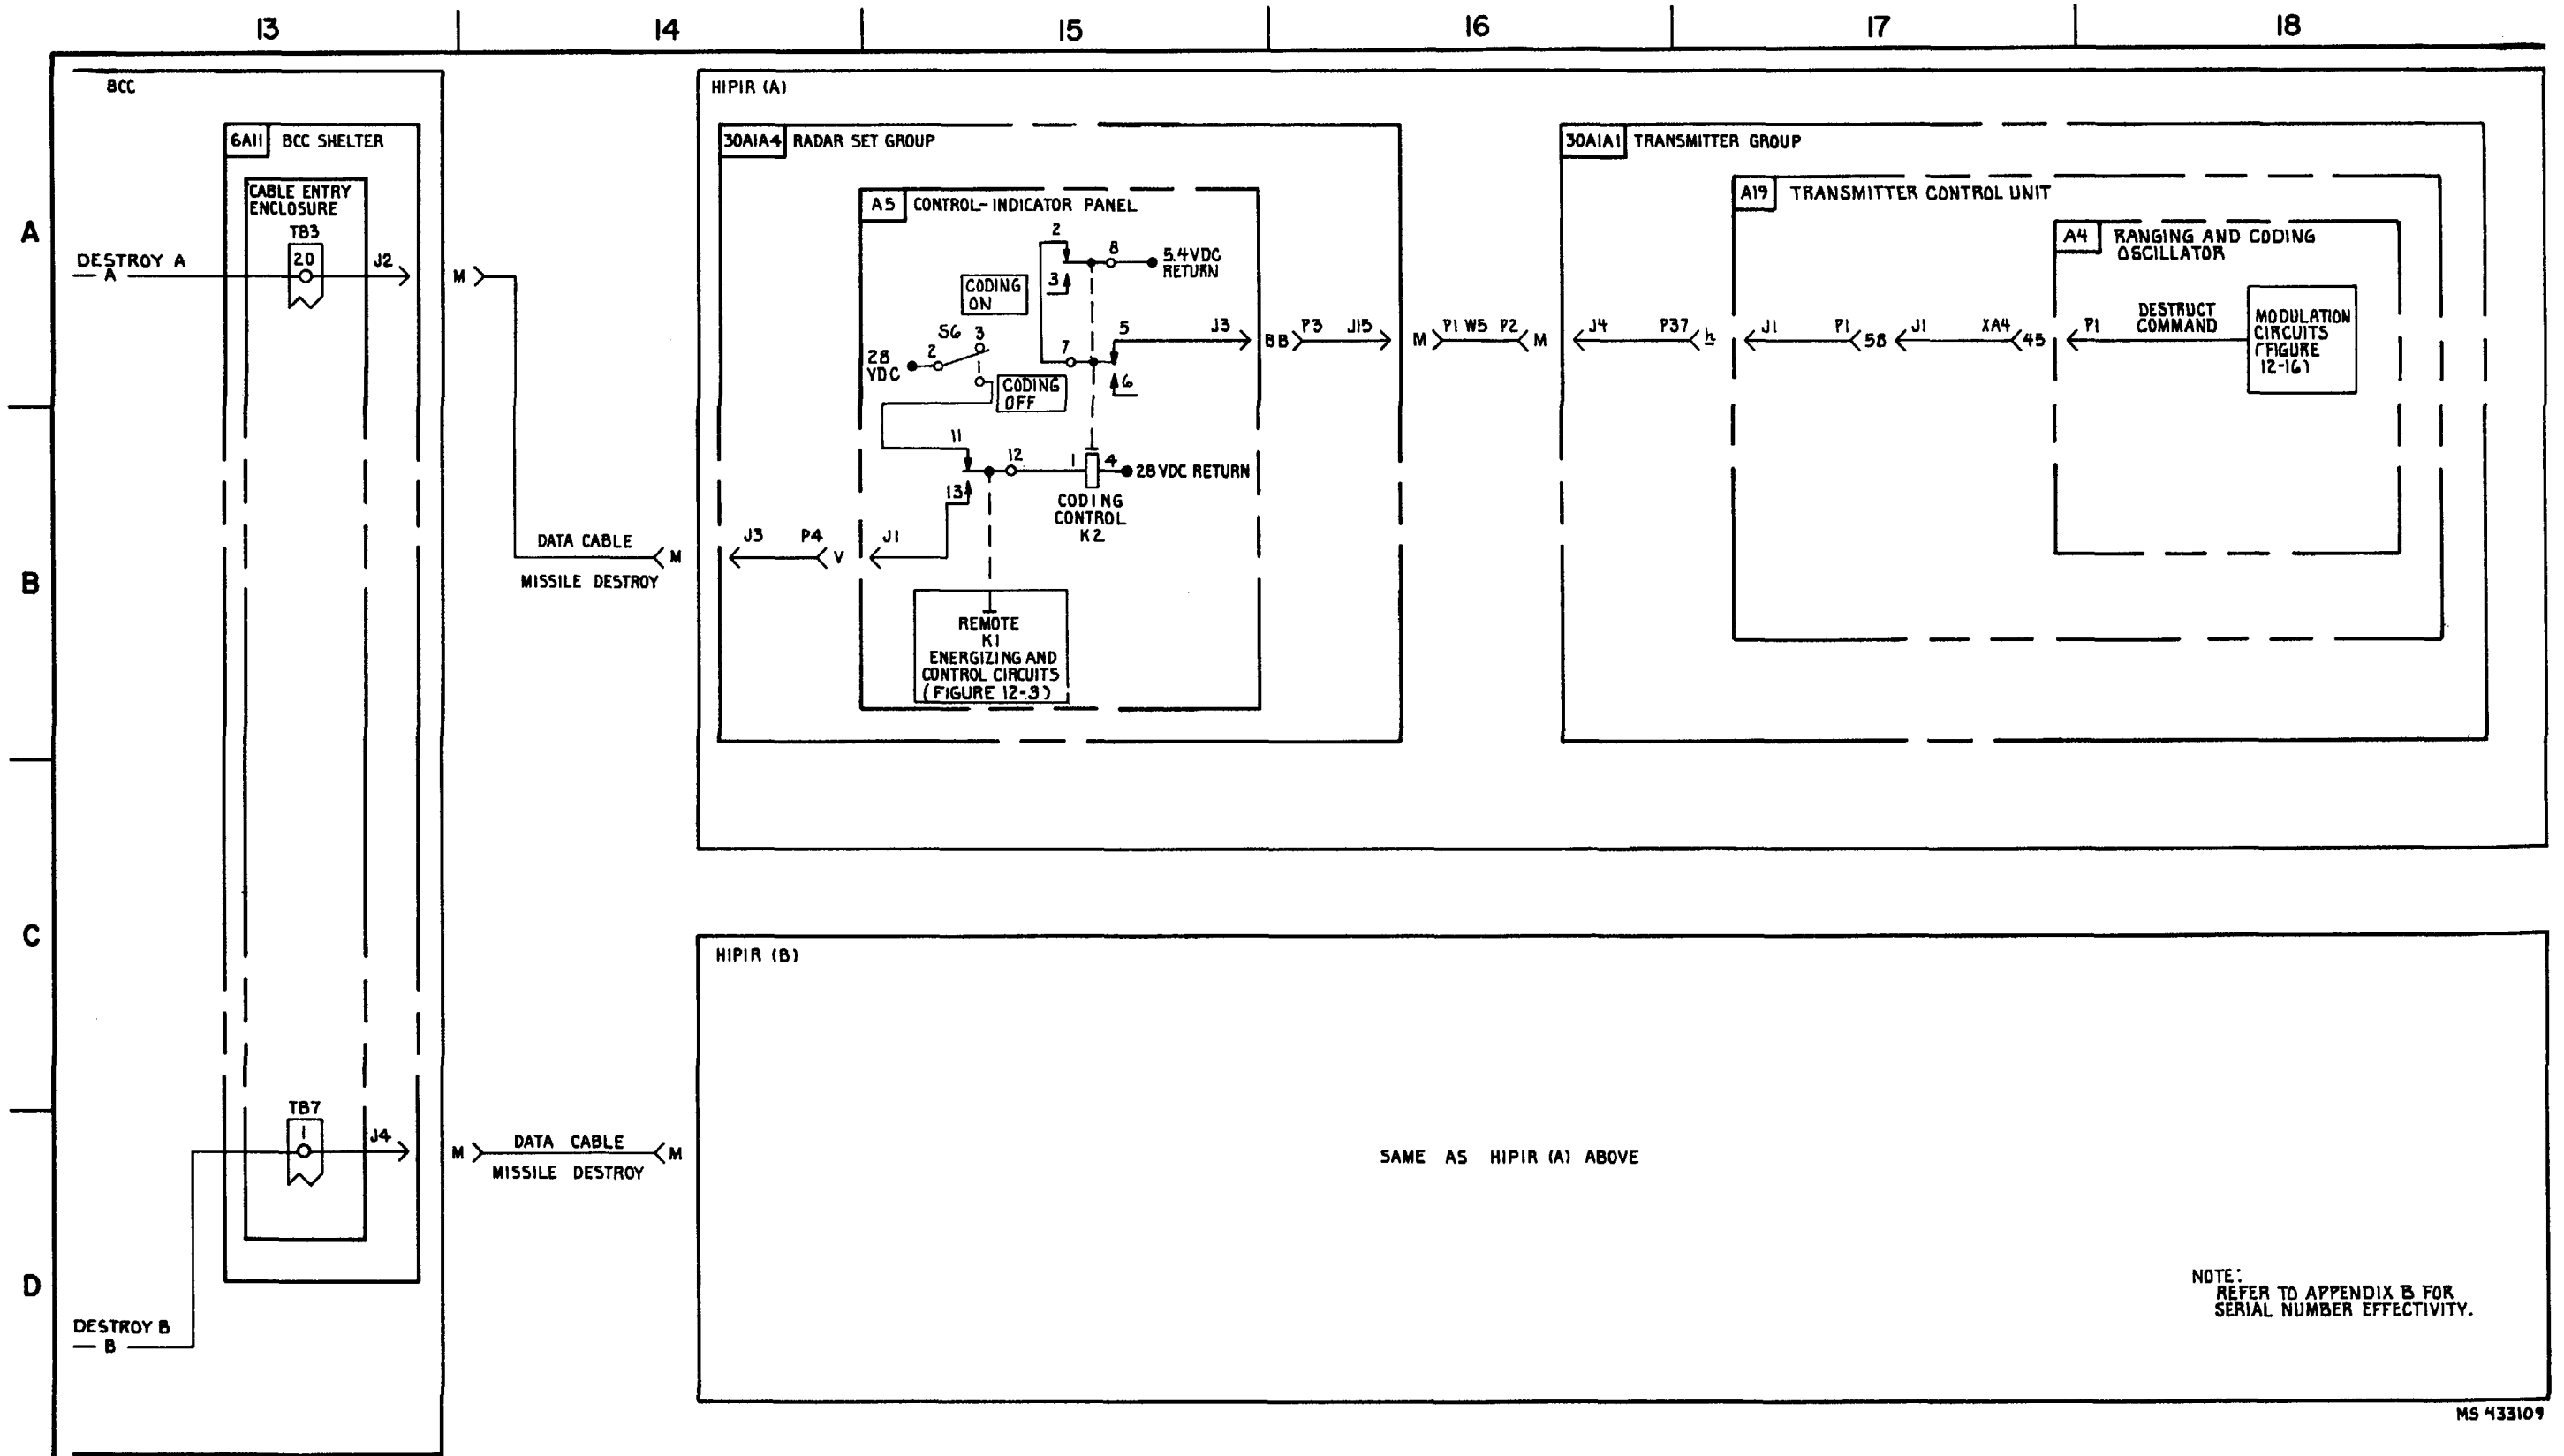 13
14
15
16
17
18
A
B
C
D
BCC
6A11
BCC SHELTER
CABLE ENTRY
ENCLOSURE
TB3
20
J2
DESTROY A
A
M
DATA CABLE
M
MISSILE DESTROY
HIPIR (A)
30A1A4
RADAR SET GROUP
A5
CONTROL-INDICATOR PANEL
2
8
5.4VDC
RETURN
3
CODING
ON
S6
3
2
28
VDC
1
CODING
OFF
7
5
6
J3
BB
P3
J15
11
12
1
4
28 VDC RETURN
13
CODING
CONTROL
K2
J3
P4
V
J1
REMOTE
K1
ENERGIZING AND
CONTROL CIRCUITS
(FIGURE 12-3)
M
P1 W5 P2
M
30A1A1
TRANSMITTER GROUP
A19
TRANSMITTER CONTROL UNIT
A4
RANGING AND CODING
OSCILLATOR
J4
P37
h
J1
P1
58
J1
XA4
45
P1
DESTRUCT
COMMAND
MODULATION
CIRCUITS
(FIGURE
12-16)
TB7
1
J4
M
DATA CABLE
M
MISSILE DESTROY
DESTROY B
B
HIPIR (B)
SAME AS HIPIR (A) ABOVE
NOTE:
REFER TO APPENDIX B FOR
SERIAL NUMBER EFFECTIVITY.
MS 433109